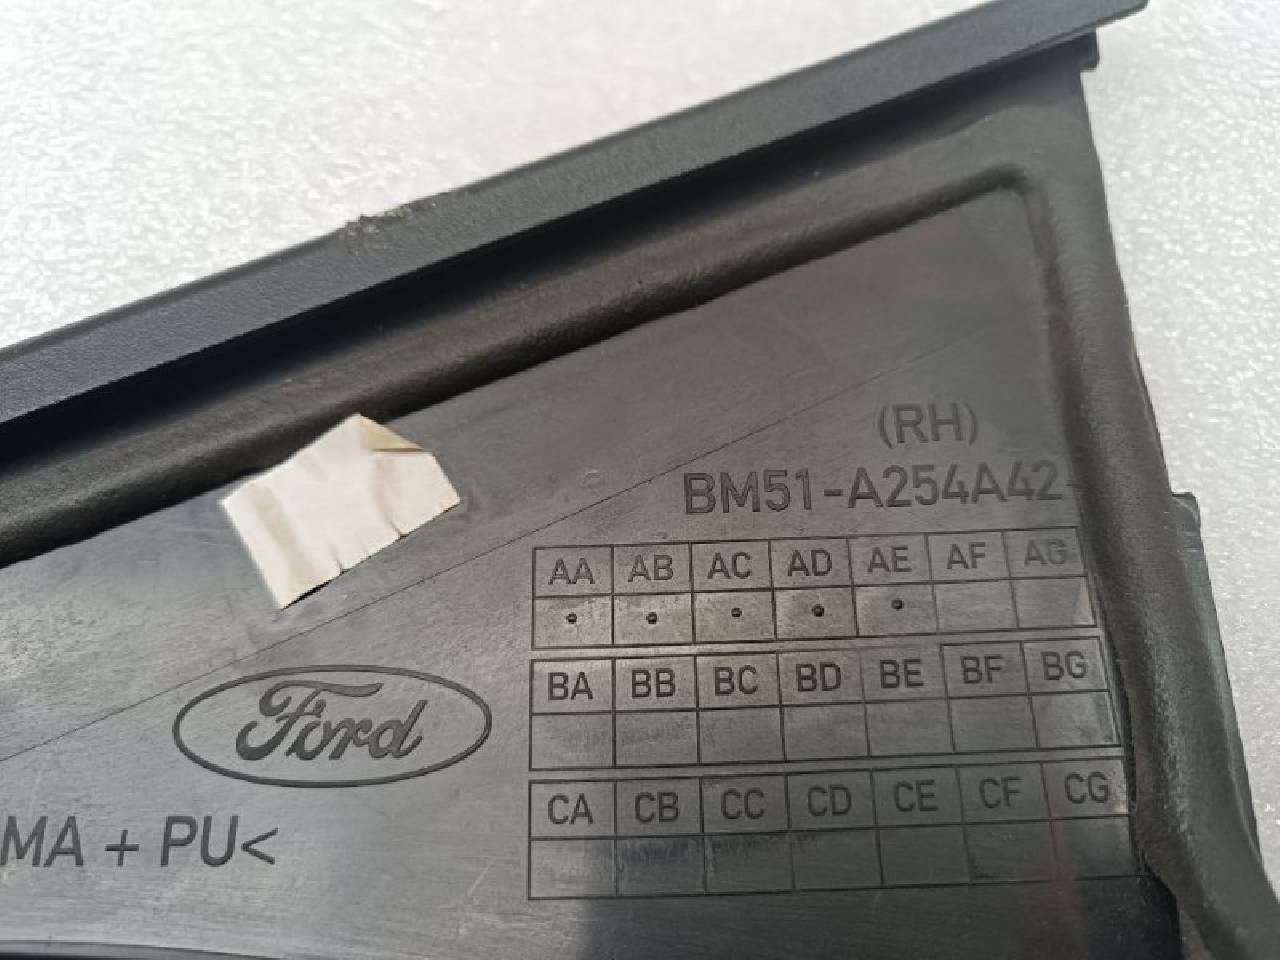 (RH)
BM51-A254A42-
AA AB AC AD AE AF AG
BA BB BC BD BE BF BG
Ford
CA CB CC CD CE CF CG
MA + PU<